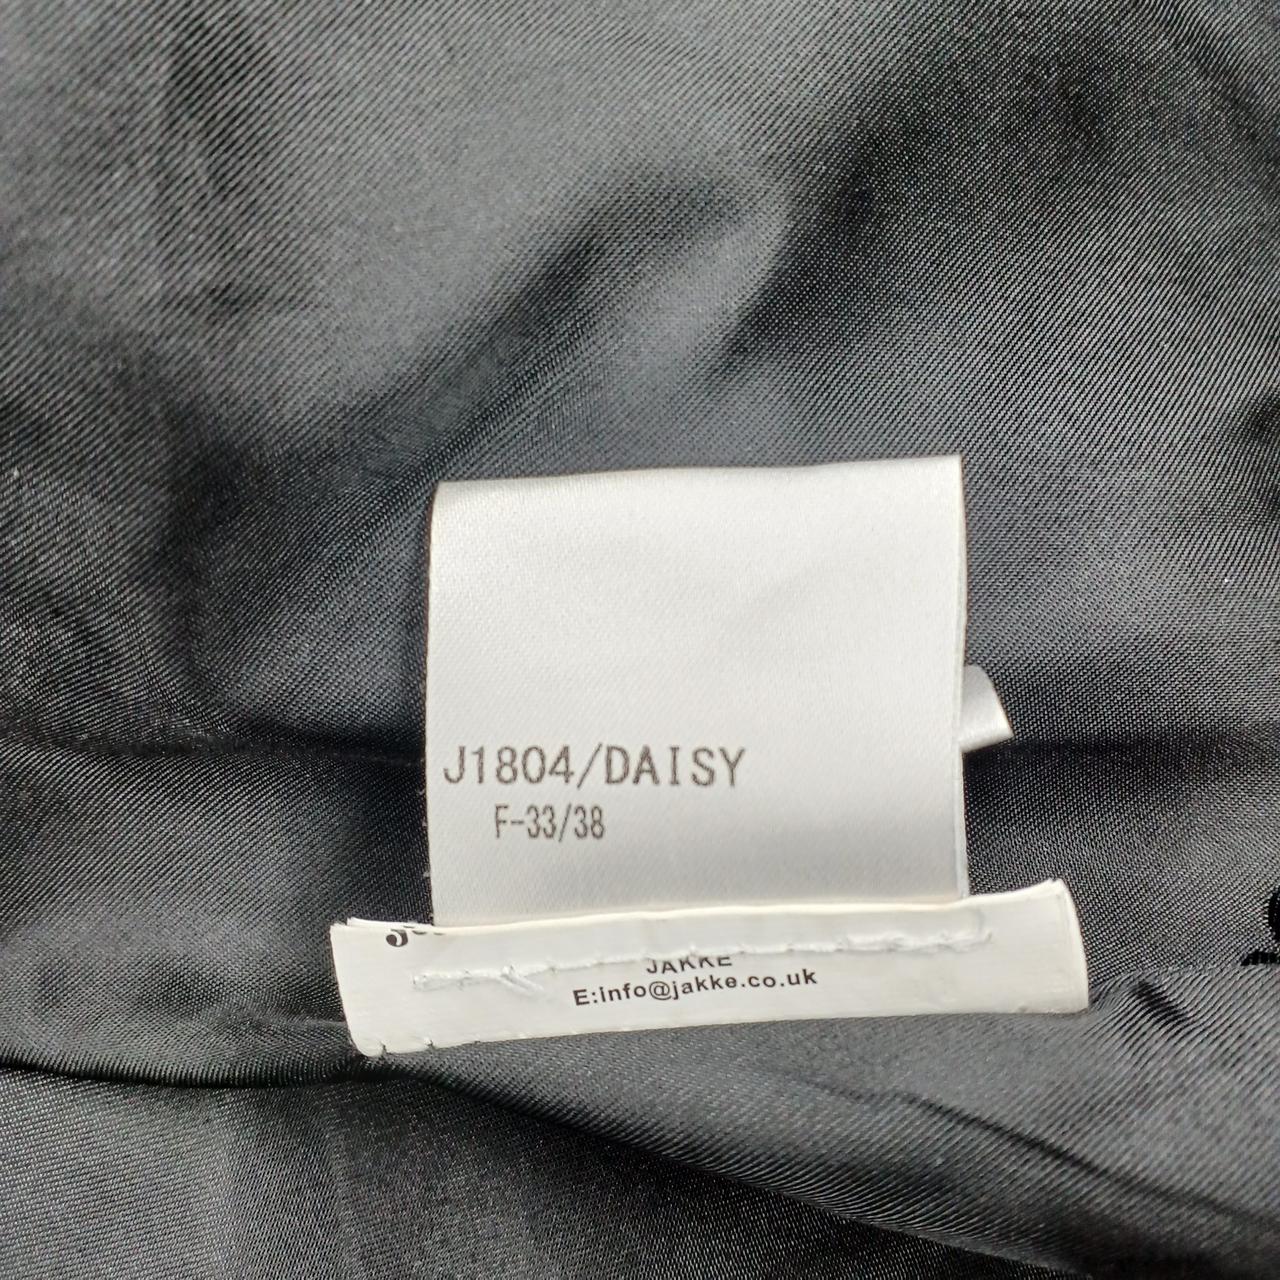 J1804/DAISY
F-33/38
JAKKE
E:info@jakke.co.uk